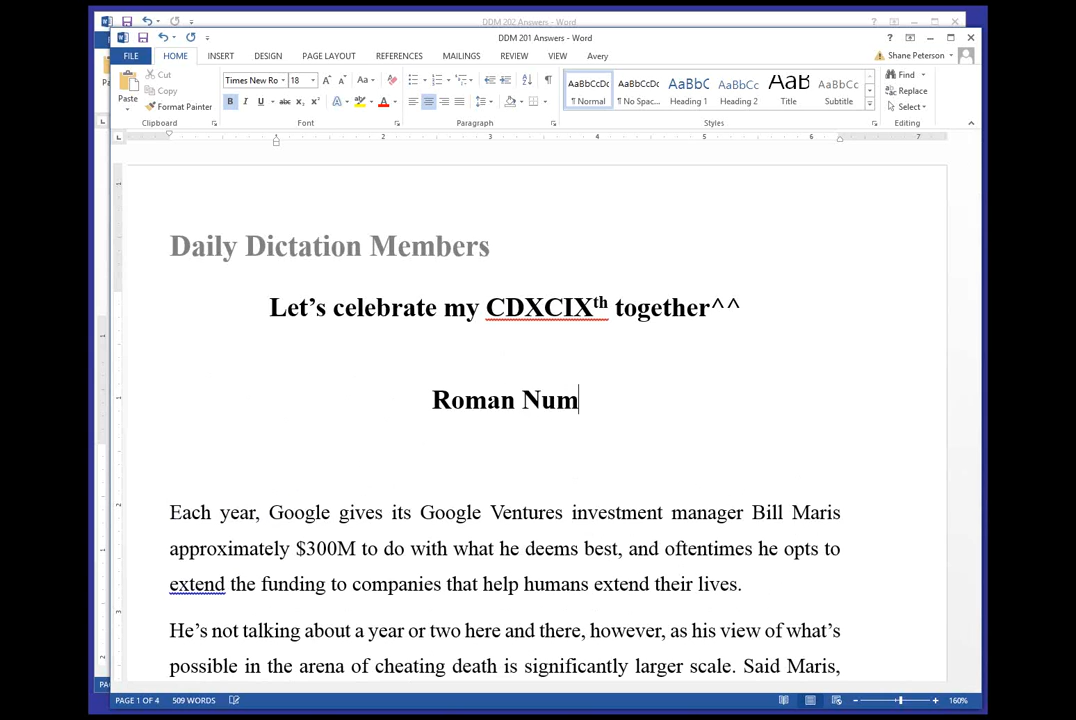 DDM 202 Answers - Word
DDM 201 Answers - Word
FILE HOME INSERT DESIGN PAGE LAYOUT REFERENCES MAILINGS REVIEW VIEW Avery Shane Peterson
Paste
Cut
Copy
Format Painter
Clipboard
Times New Ro 18
Font
Paragraph
AaBbCcDc AaBbCcDc AaBbC AaBbCc AaB AaBbCc
¶ Normal ¶ No Spac... Heading 1 Heading 2 Title Subtitle
Styles
Find
Replace
Select
Editing
1 2 3 4 5 6 7
Daily Dictation Members
Let’s celebrate my CDXCIXth together^^
Roman Num
Each year, Google gives its Google Ventures investment manager Bill Maris
approximately $300M to do with what he deems best, and oftentimes he opts to
extend the funding to companies that help humans extend their lives.
He’s not talking about a year or two here and there, however, as his view of what’s
possible in the arena of cheating death is significantly larger scale. Said Maris,
PAGE 1 OF 4 509 WORDS 160%